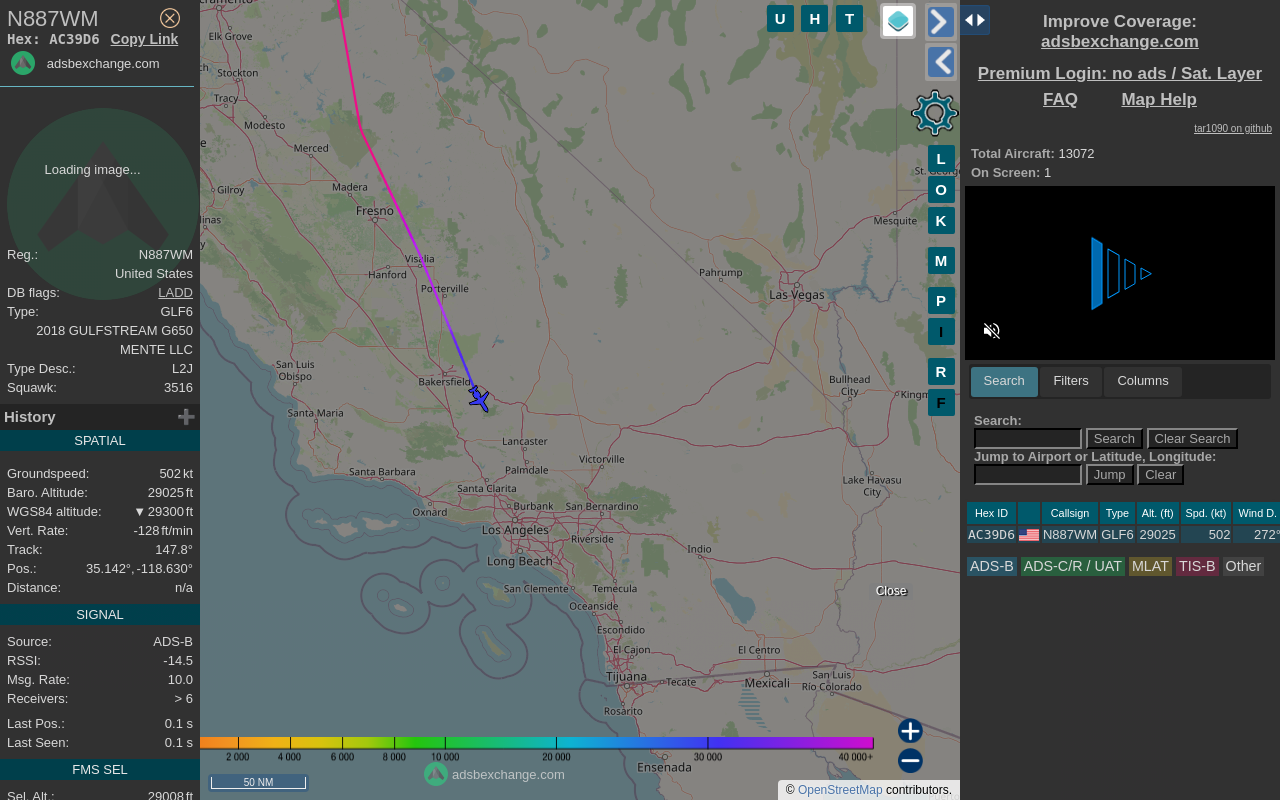 N887WM
Hex: AC39D6 Copy Link
adsbexchange.com
Loading image...
Reg.: N887WM
United States
DB flags: LADD
Type: GLF6
2018 GULFSTREAM G650
MENTE LLC
Type Desc.: L2J
Squawk: 3516
History
SPATIAL
Groundspeed: 502 kt
Baro. Altitude: 29025 ft
WGS84 altitude: ▼ 29300 ft
Vert. Rate: -128 ft/min
Track: 147.8°
Pos.: 35.142°, -118.630°
Distance: n/a
SIGNAL
Source: ADS-B
RSSI: -14.5
Msg. Rate: 10.0
Receivers: > 6
Last Pos.: 0.1 s
Last Seen: 0.1 s
FMS SEL
Sel. Alt.: 29008 ft
Elk Grove
Stockton
Tracy
Modesto
Merced
Gilroy
Madera
Fresno
Visalia
Hanford
Porterville
San Luis
Obispo
Bakersfield
Santa Maria
Lancaster
Palmdale
Victorville
Santa Barbara
Santa Clarita
Oxnard
Burbank
San Bernardino
Los Angeles
Riverside
Long Beach
Indio
San Clemente
Temecula
Oceanside
Escondido
El Cajon
El Centro
Tijuana
Tecate
Mexicali
San Luis
Río Colorado
Rosarito
Ensenada
Mesquite
Pahrump
Las Vegas
Bullhead
City
Lake Havasu
City
U H T
L
O
K
M
P
I
R
F
Close
2 000 4 000 6 000 8 000 10 000 20 000 30 000 40 000+
50 NM
adsbexchange.com
© OpenStreetMap contributors.
Improve Coverage:
adsbexchange.com
Premium Login: no ads / Sat. Layer
FAQ Map Help
tar1090 on github
Total Aircraft: 13072
On Screen: 1
Search Filters Columns
Search:
Search Clear Search
Jump to Airport or Latitude, Longitude:
Jump Clear
Hex ID Callsign Type Alt. (ft) Spd. (kt) Wind D.
AC39D6 N887WM GLF6 29025 502 272°
ADS-B ADS-C/R / UAT MLAT TIS-B Other